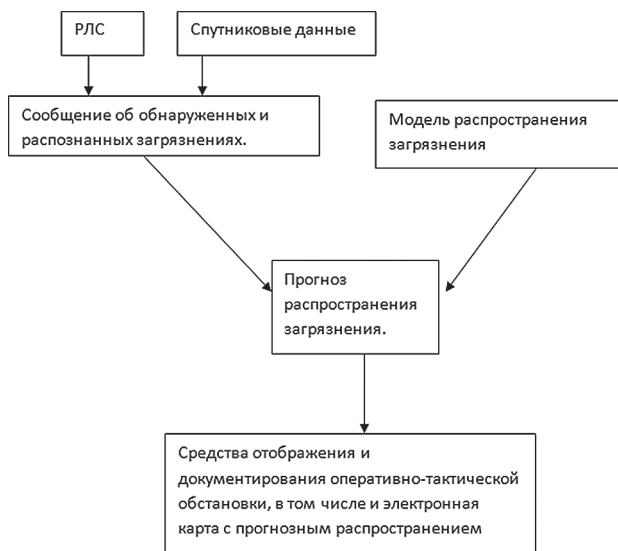 РЛС
Спутниковые данные
Сообщение об обнаруженных и
распознанных загрязнениях.
Модель распространения
загрязнения
Прогноз
распространения
загрязнения.
Средства отображения и
документирования оперативно-тактической
обстановки, в том числе и электронная
карта с прогнозным распространением